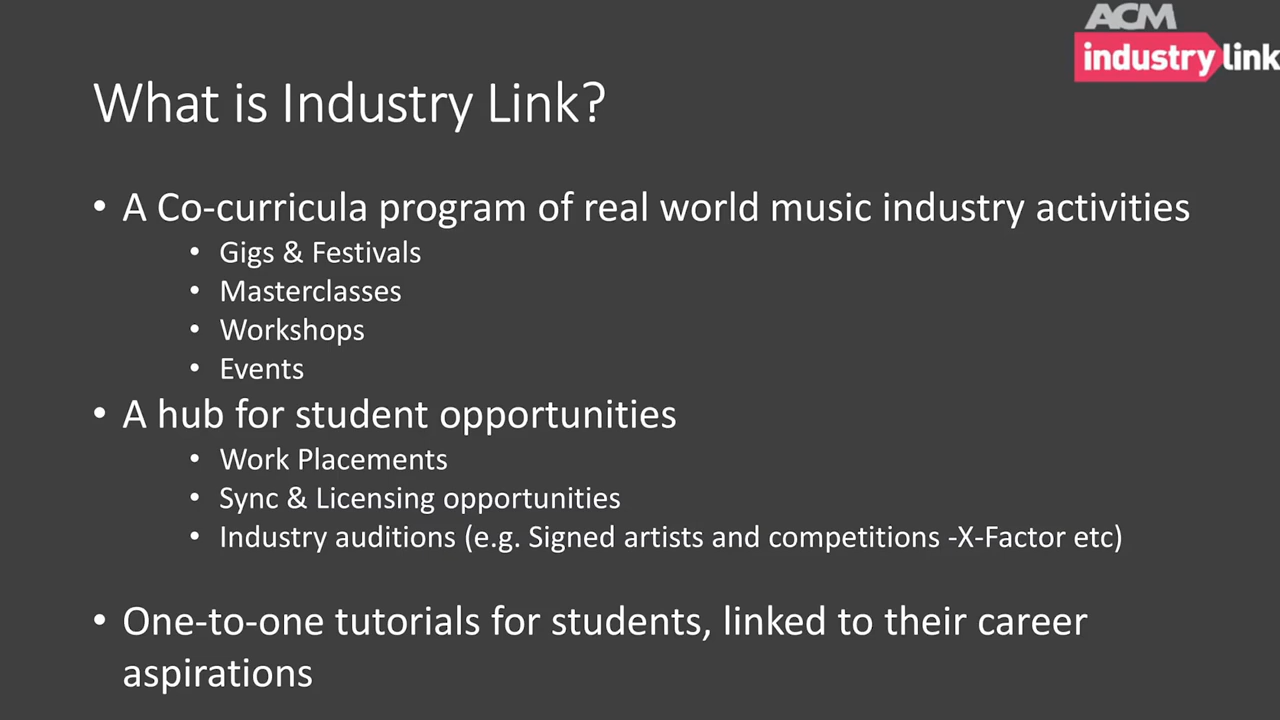 ACM
industry link
What is Industry Link?
• A Co-curricula program of real world music industry activities
• Gigs & Festivals
• Masterclasses
• Workshops
• Events
• A hub for student opportunities
• Work Placements
• Sync & Licensing opportunities
• Industry auditions (e.g. Signed artists and competitions -X-Factor etc)
• One-to-one tutorials for students, linked to their career
aspirations